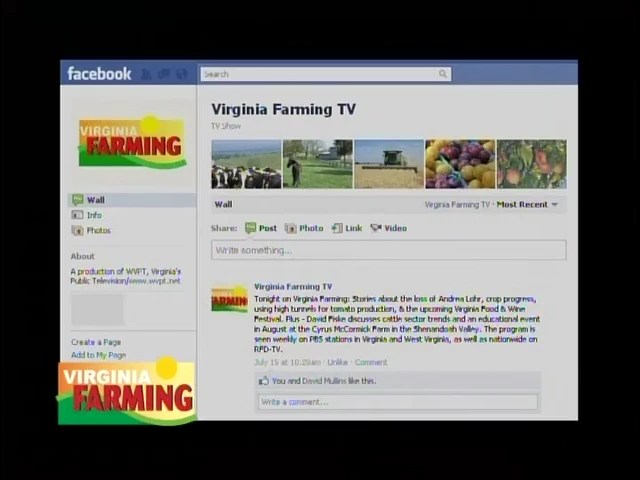 facebook
Search
Virginia Farming TV
TV Show
VIRGINIA
FARMING
Wall
Info
Photos
About
A production of WVPT, Virginia's
Public Television/www.wvpt.net
Create a Page
Add to My Page
Wall
Virginia Farming TV · Most Recent
Share: Post Photo Link Video
Write something...
Virginia Farming TV
Tonight on Virginia Farming: Stories about the loss of Andrea Lohr, crop progress,
using high tunnels for tomato production, & the upcoming Virginia Food & Wine
Festival. Plus - David Fiske discusses cattle sector trends and an educational event
in August at the Cyrus McCormick Farm in the Shenandoah Valley. The program is
seen weekly on PBS stations in Virginia and West Virginia, as well as nationwide on
RFD-TV.
July 15 at 10:28am · Unlike · Comment
You and David Mullins like this.
Write a comment...
FARMING
VIRGINIA
FARMING